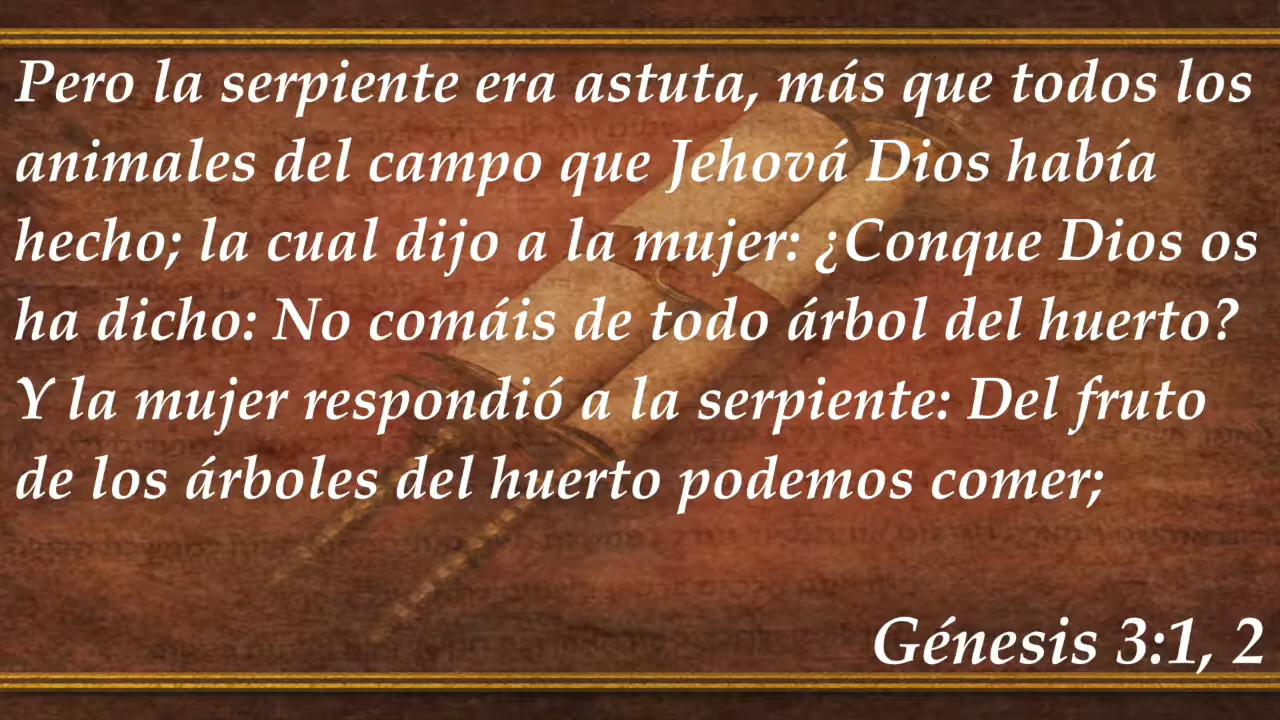 Pero la serpiente era astuta, más que todos los
animales del campo que Jehová Dios había
hecho; la cual dijo a la mujer: ¿Conque Dios os
ha dicho: No comáis de todo árbol del huerto?
Y la mujer respondió a la serpiente: Del fruto
de los árboles del huerto podemos comer;
Génesis 3:1, 2